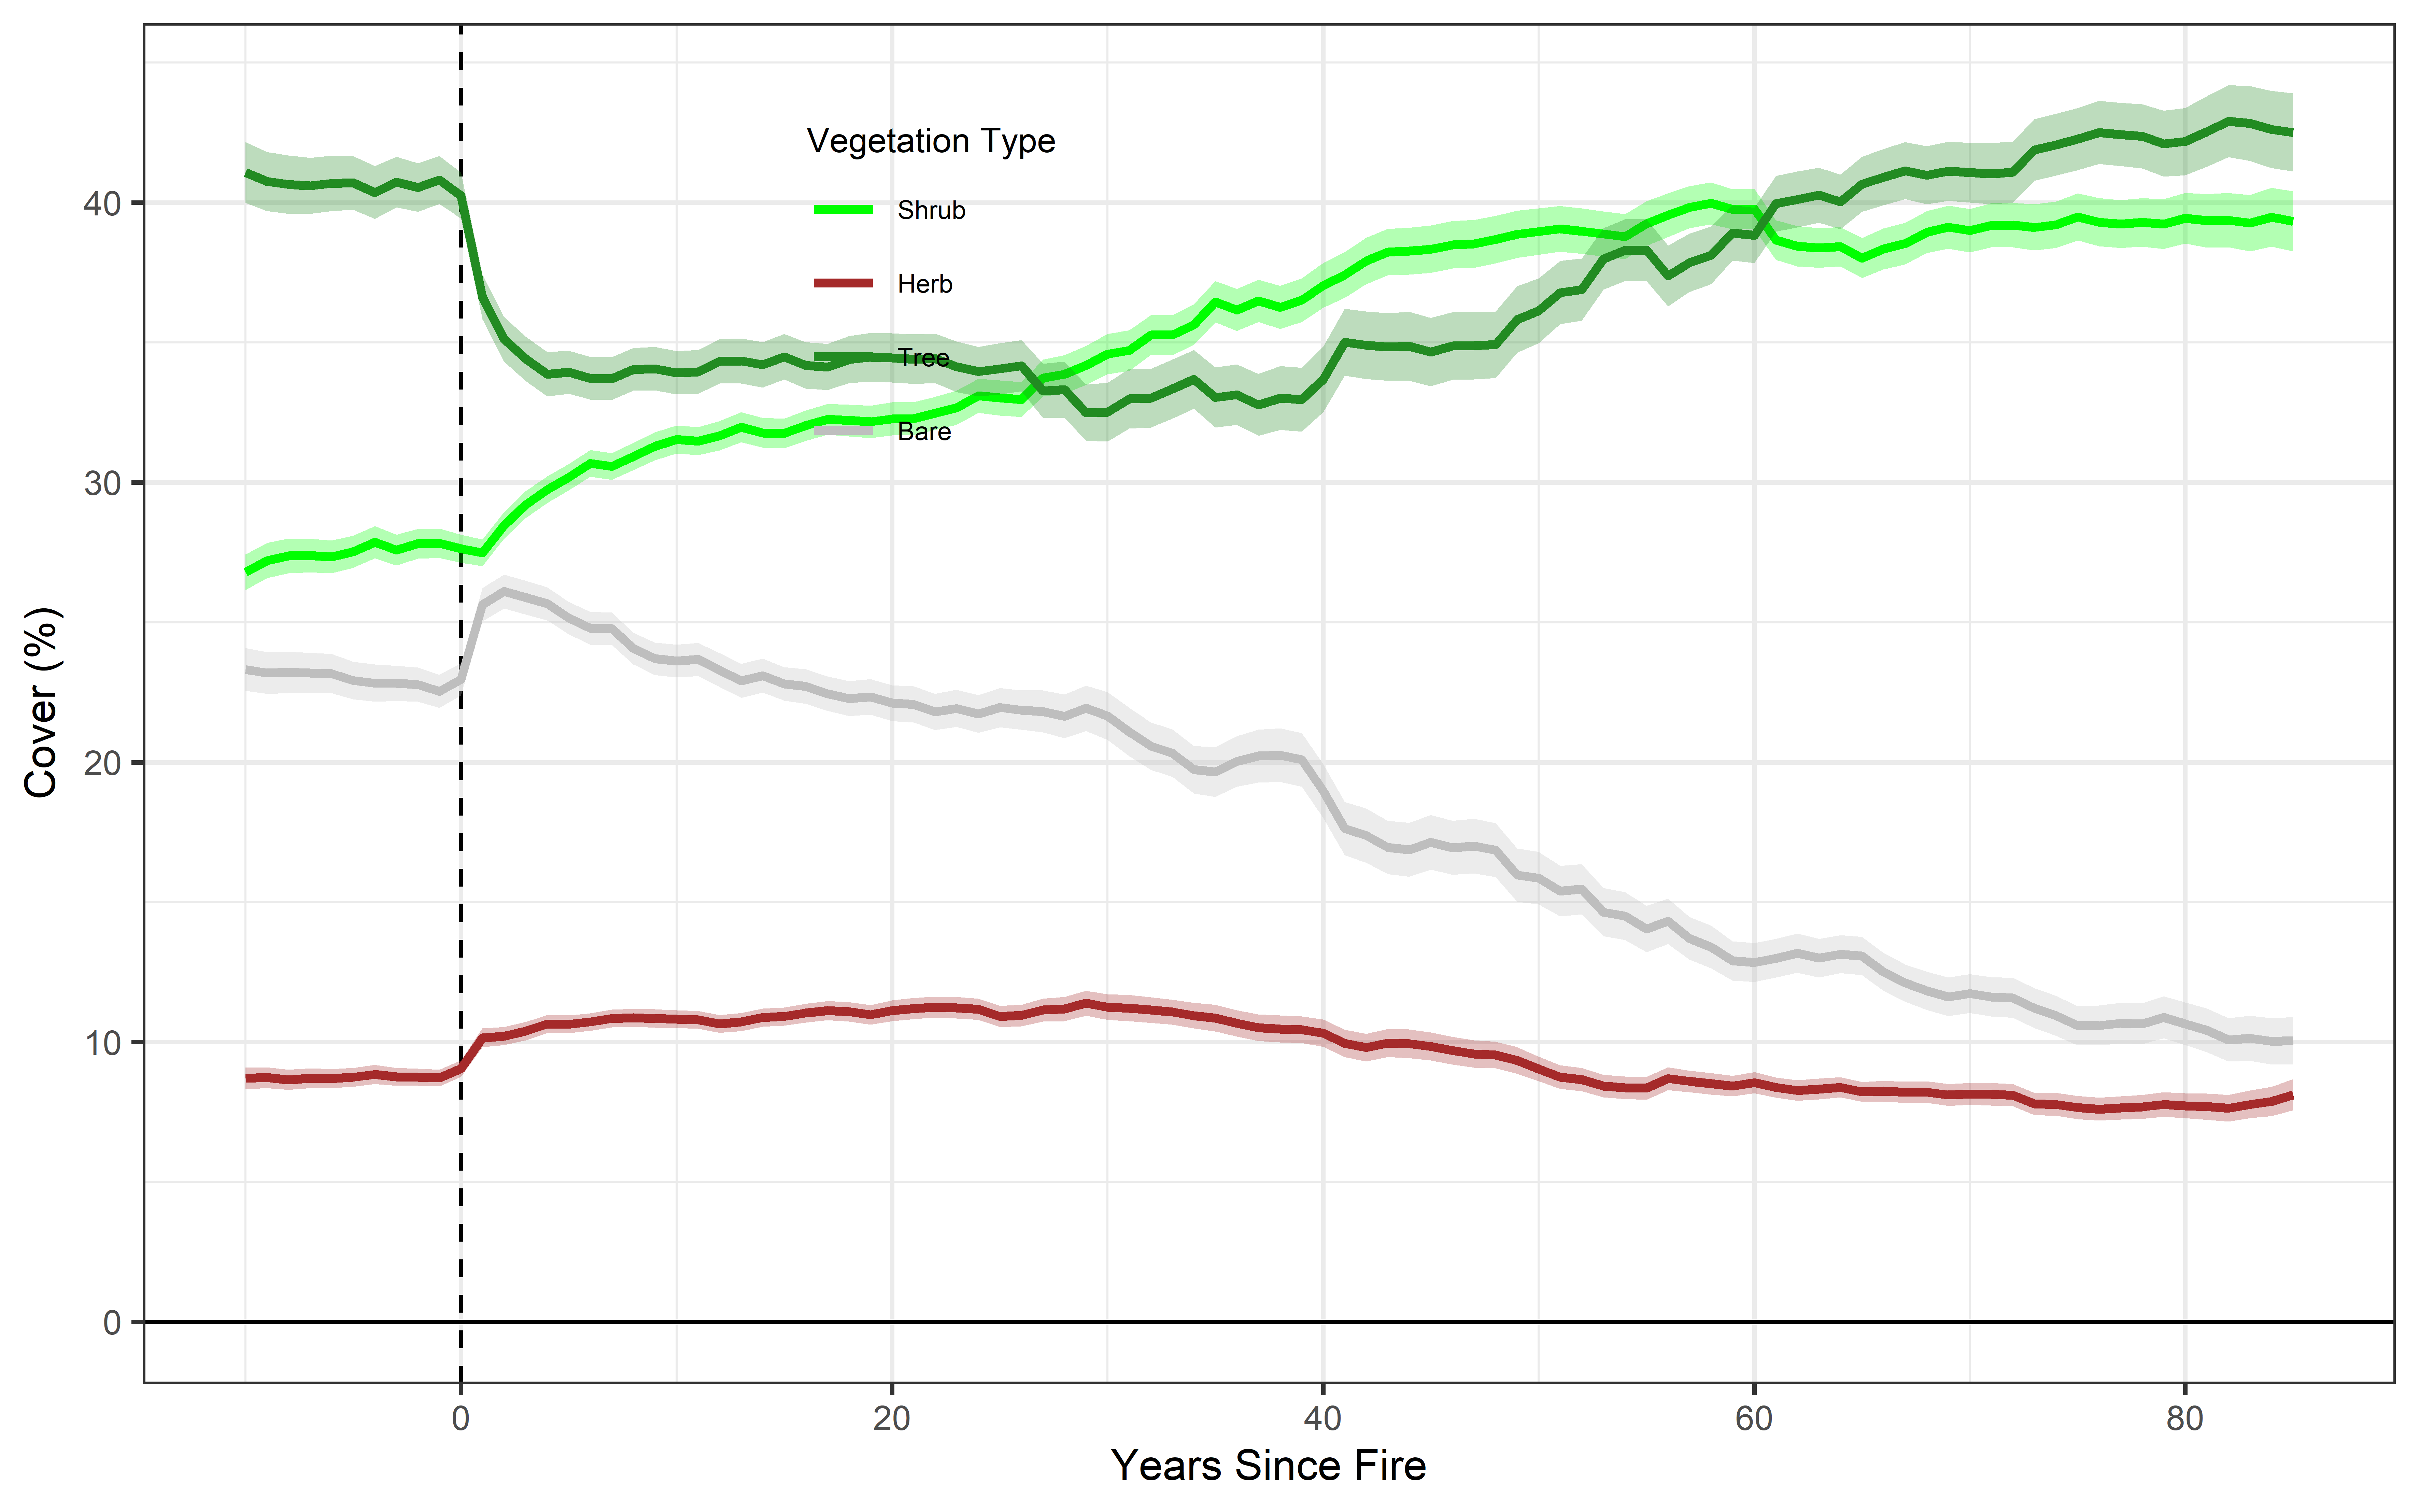 Vegetation Type
Shrub
Herb
Tree
Bare
Cover (%)
40
30
20
10
0
0 20 40 60 80
Years Since Fire